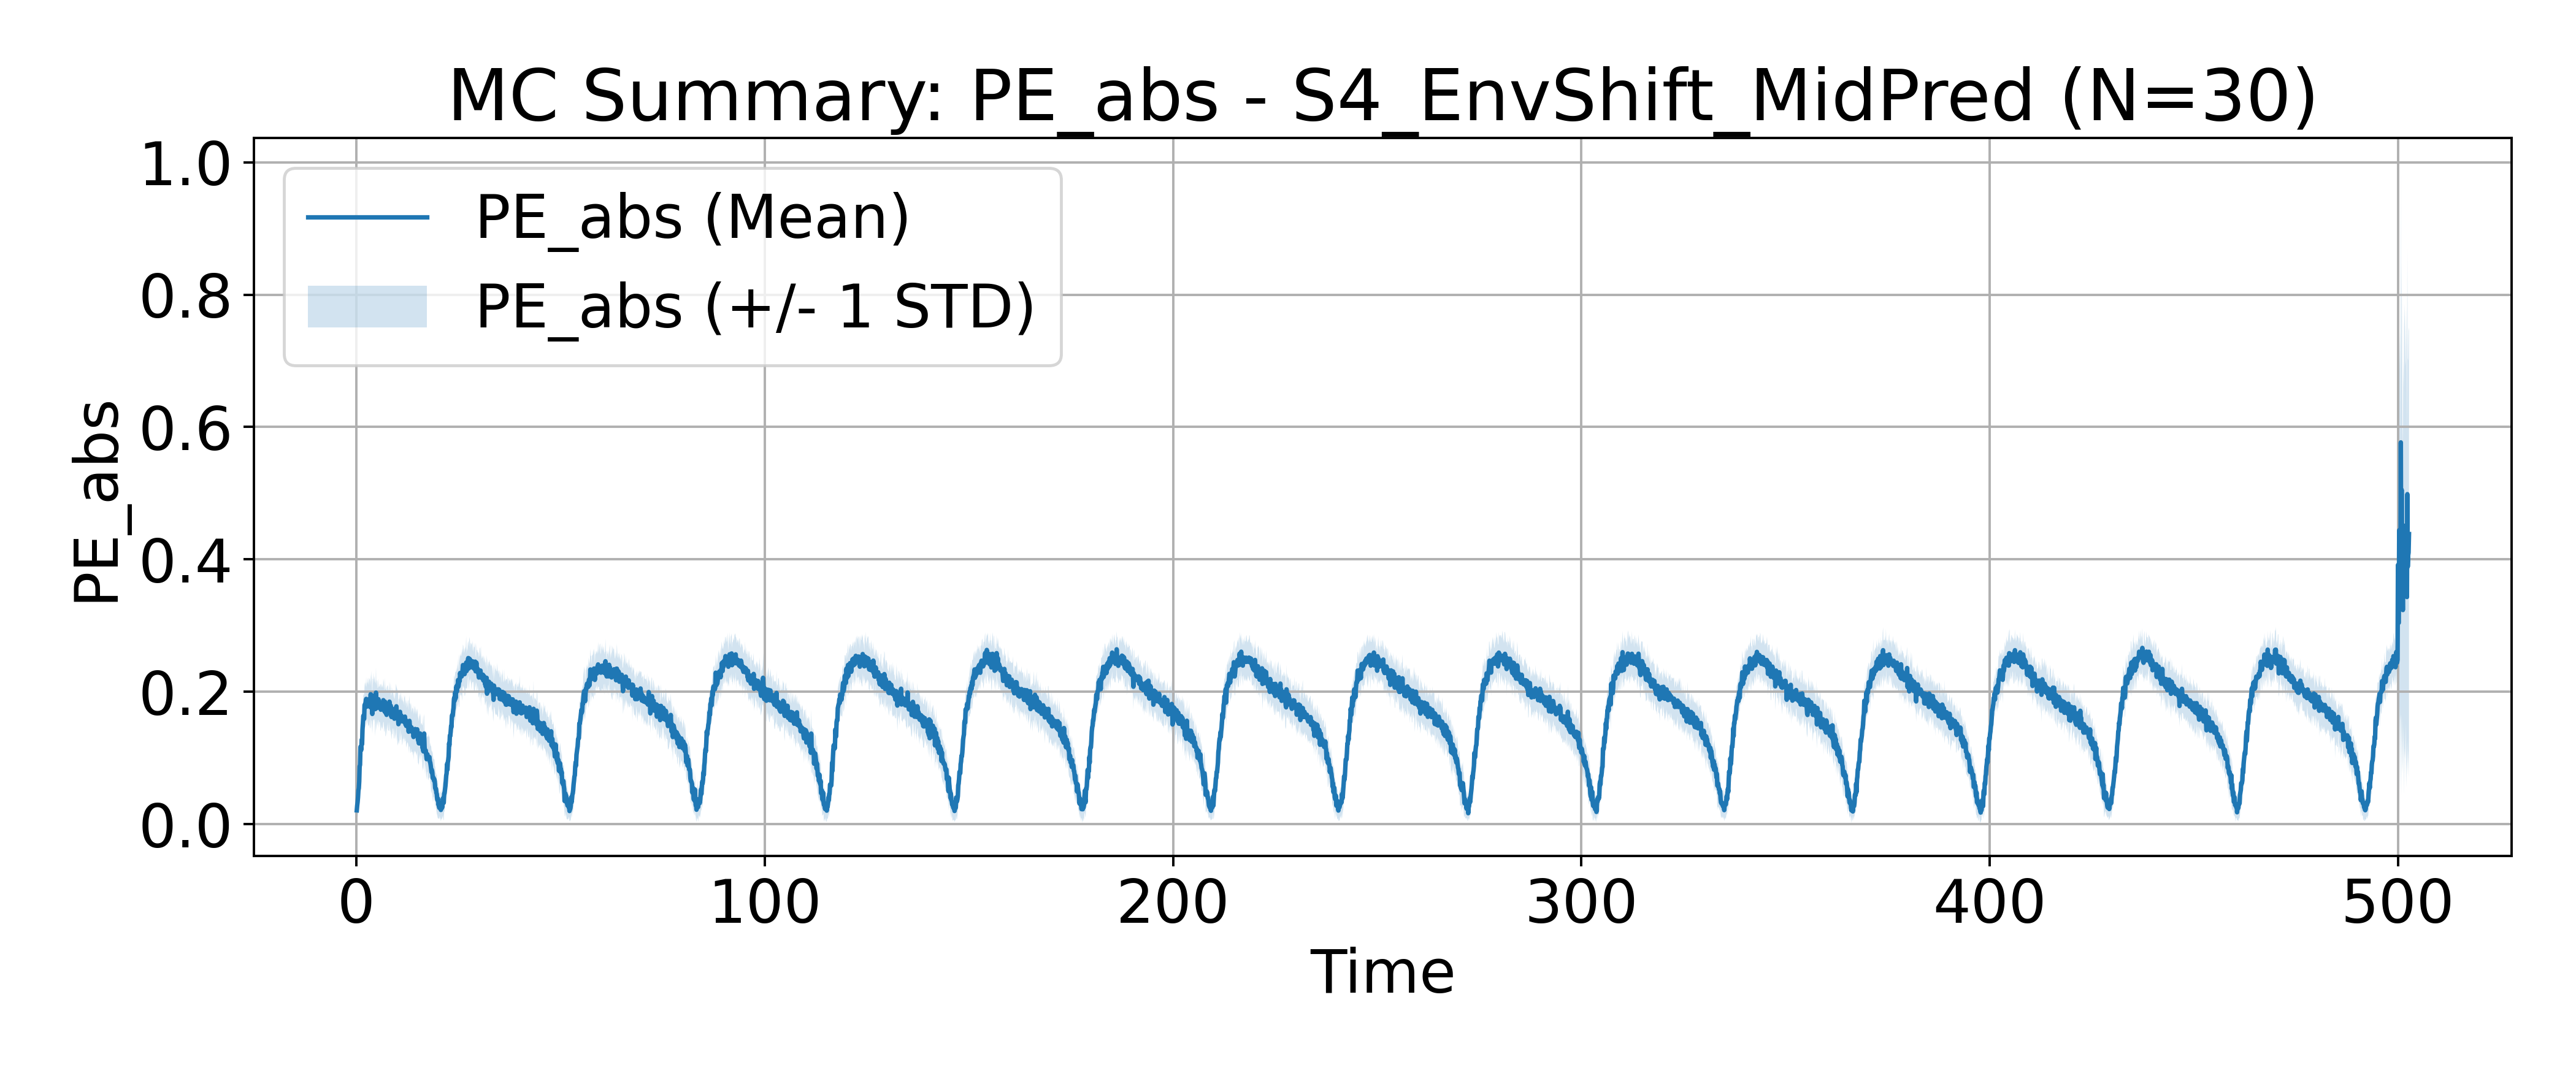 MC Summary: PE_abs - S4_EnvShift_MidPred (N=30)
PE_abs (Mean)
PE_abs (+/- 1 STD)
PE_abs
1.0
0.8
0.6
0.4
0.2
0.0
0 100 200 300 400 500
Time